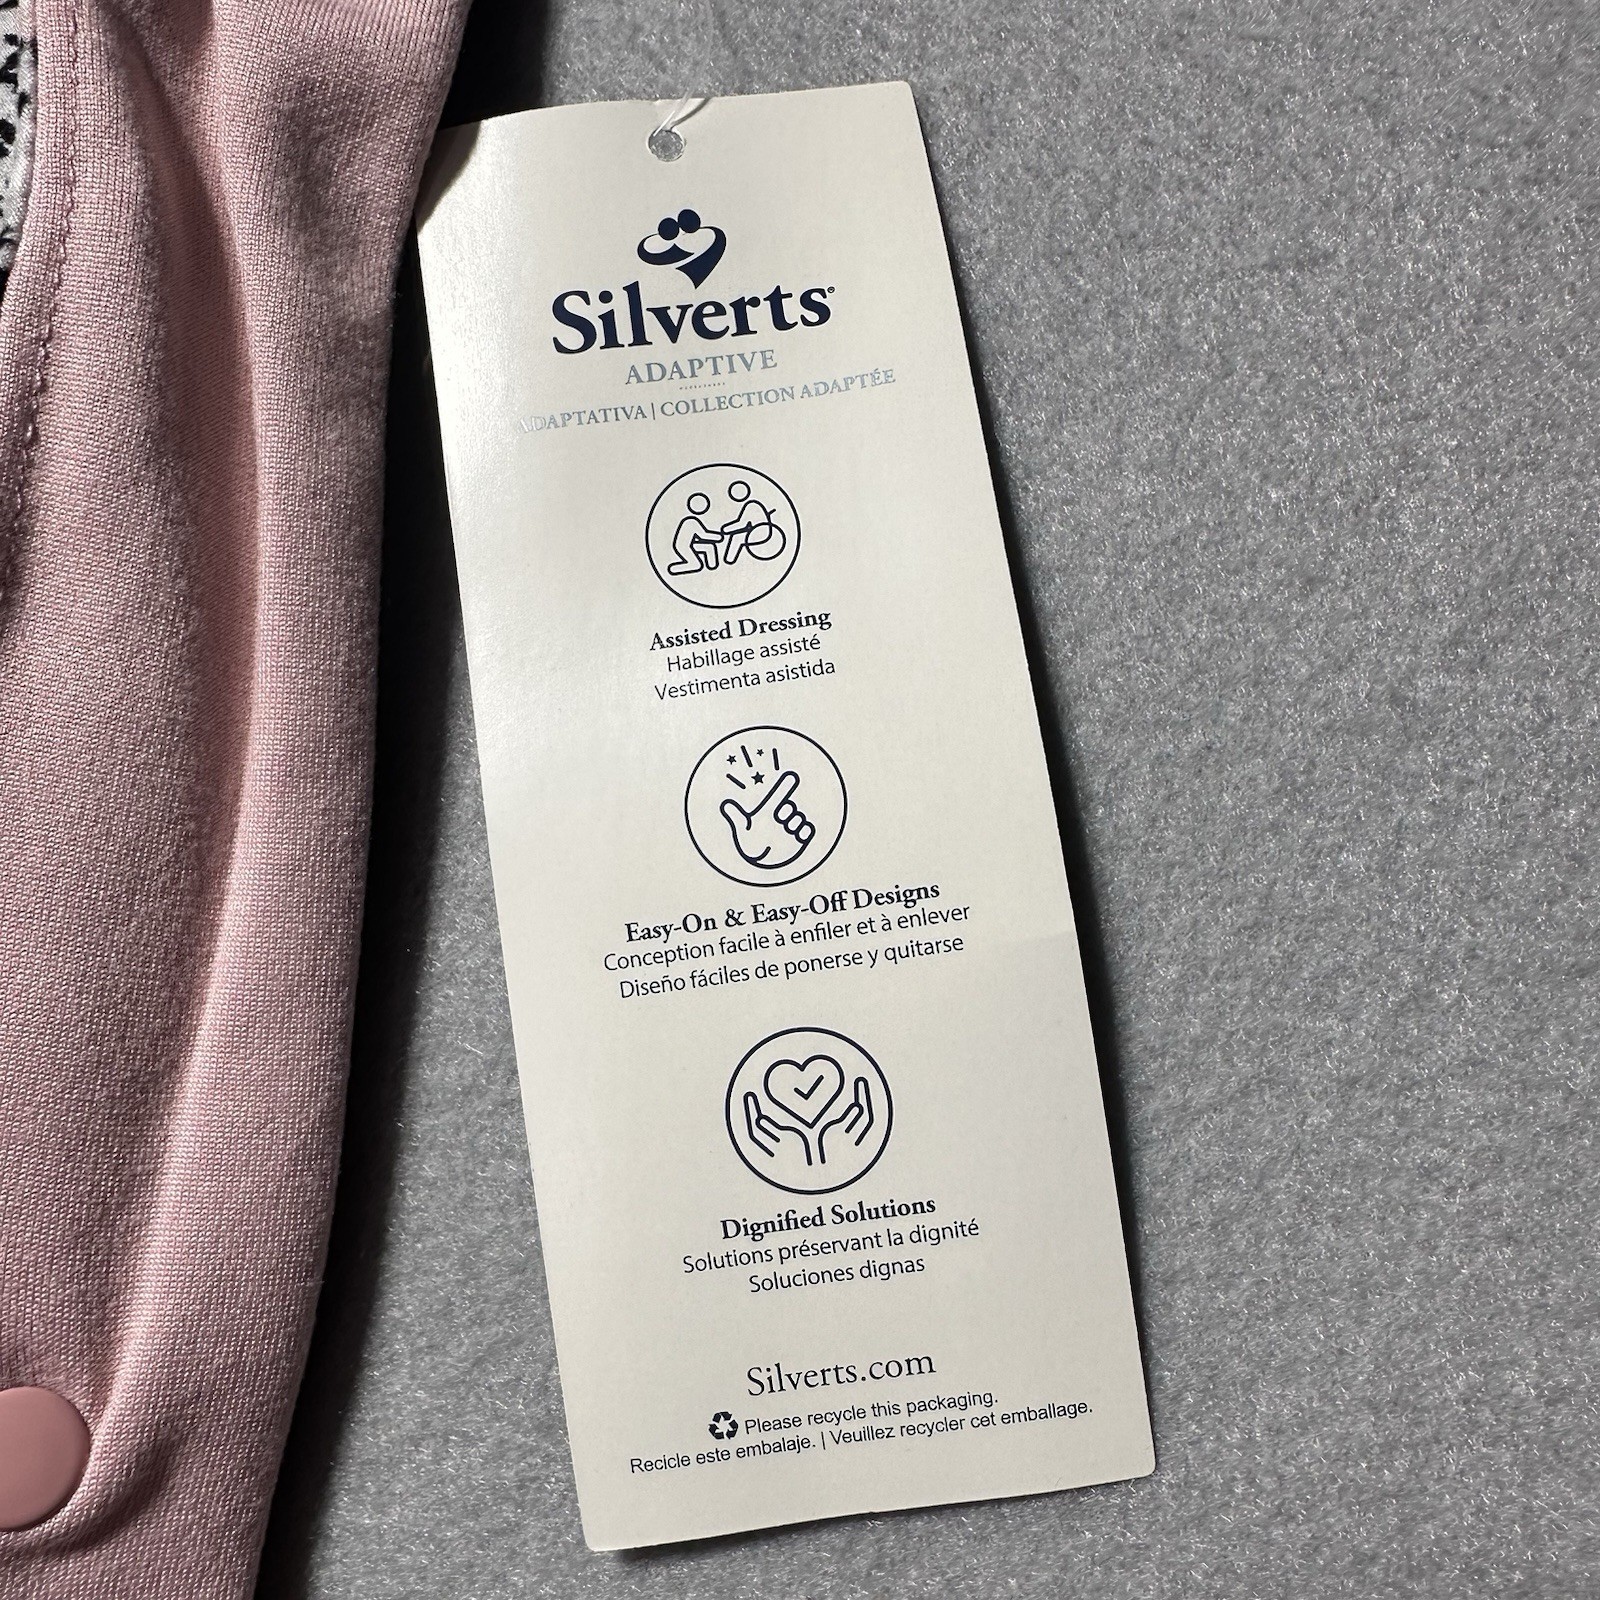 Silverts®
ADAPTIVE
ADAPTATIVA | COLLECTION ADAPTÉE
Assisted Dressing
Habillage assisté
Vestimenta asistida
Easy-On & Easy-Off Designs
Conception facile à enfiler et à enlever
Diseño fáciles de ponerse y quitarse
Dignified Solutions
Solutions préservant la dignité
Soluciones dignas
Silverts.com
Please recycle this packaging.
Recicle este embalaje. | Veuillez recycler cet emballage.